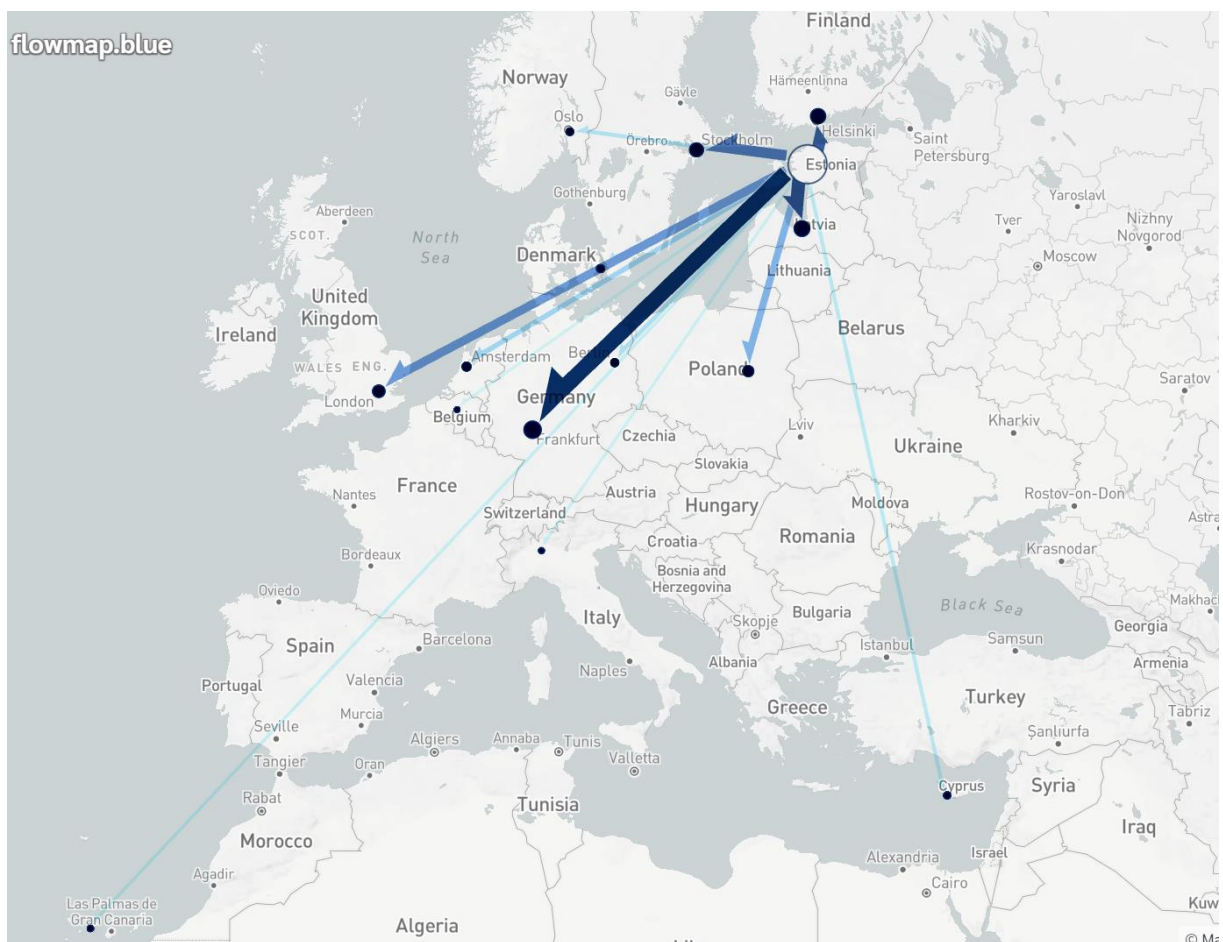 flowmap.blue
Finland
Norway
Hämeenlinna
Gävle
Oslo
Helsinki
Saint
Petersburg
Örebro
Stockholm
Estonia
Yaroslavl
Gothenburg
Aberdeen
SCOT.
North
Sea
Tver
Nizhny
Novgorod
Denmark
Moscow
Lithuania
United
Kingdom
Ireland
Belarus
Amsterdam
Berlin
Poland
WALES ENG.
Saratov
London
Germany
Belgium
Frankfurt
Czechia
Lviv
Kharkiv
Ukraine
Slovakia
France
Nantes
Austria
Hungary
Moldova
Rostov-on-Don
Switzerland
Romania
Croatia
Krasnodar
Bordeaux
Bosnia and
Herzegovina
Oviedo
Black Sea
Bulgaria
Skopje
Italy
Georgia
Spain
Barcelona
Istanbul
Samsun
Albania
Armenia
Naples
Valencia
Portugal
Turkey
Greece
Murcia
Tabriz
Seville
Şanlıurfa
Algiers
Annaba
Tunis
Tangier
Oran
Valletta
Cyprus
Syria
Rabat
Tunisia
Iraq
Morocco
Israel
Alexandria
Agadir
Cairo
Las Palmas de
Gran Canaria
Algeria